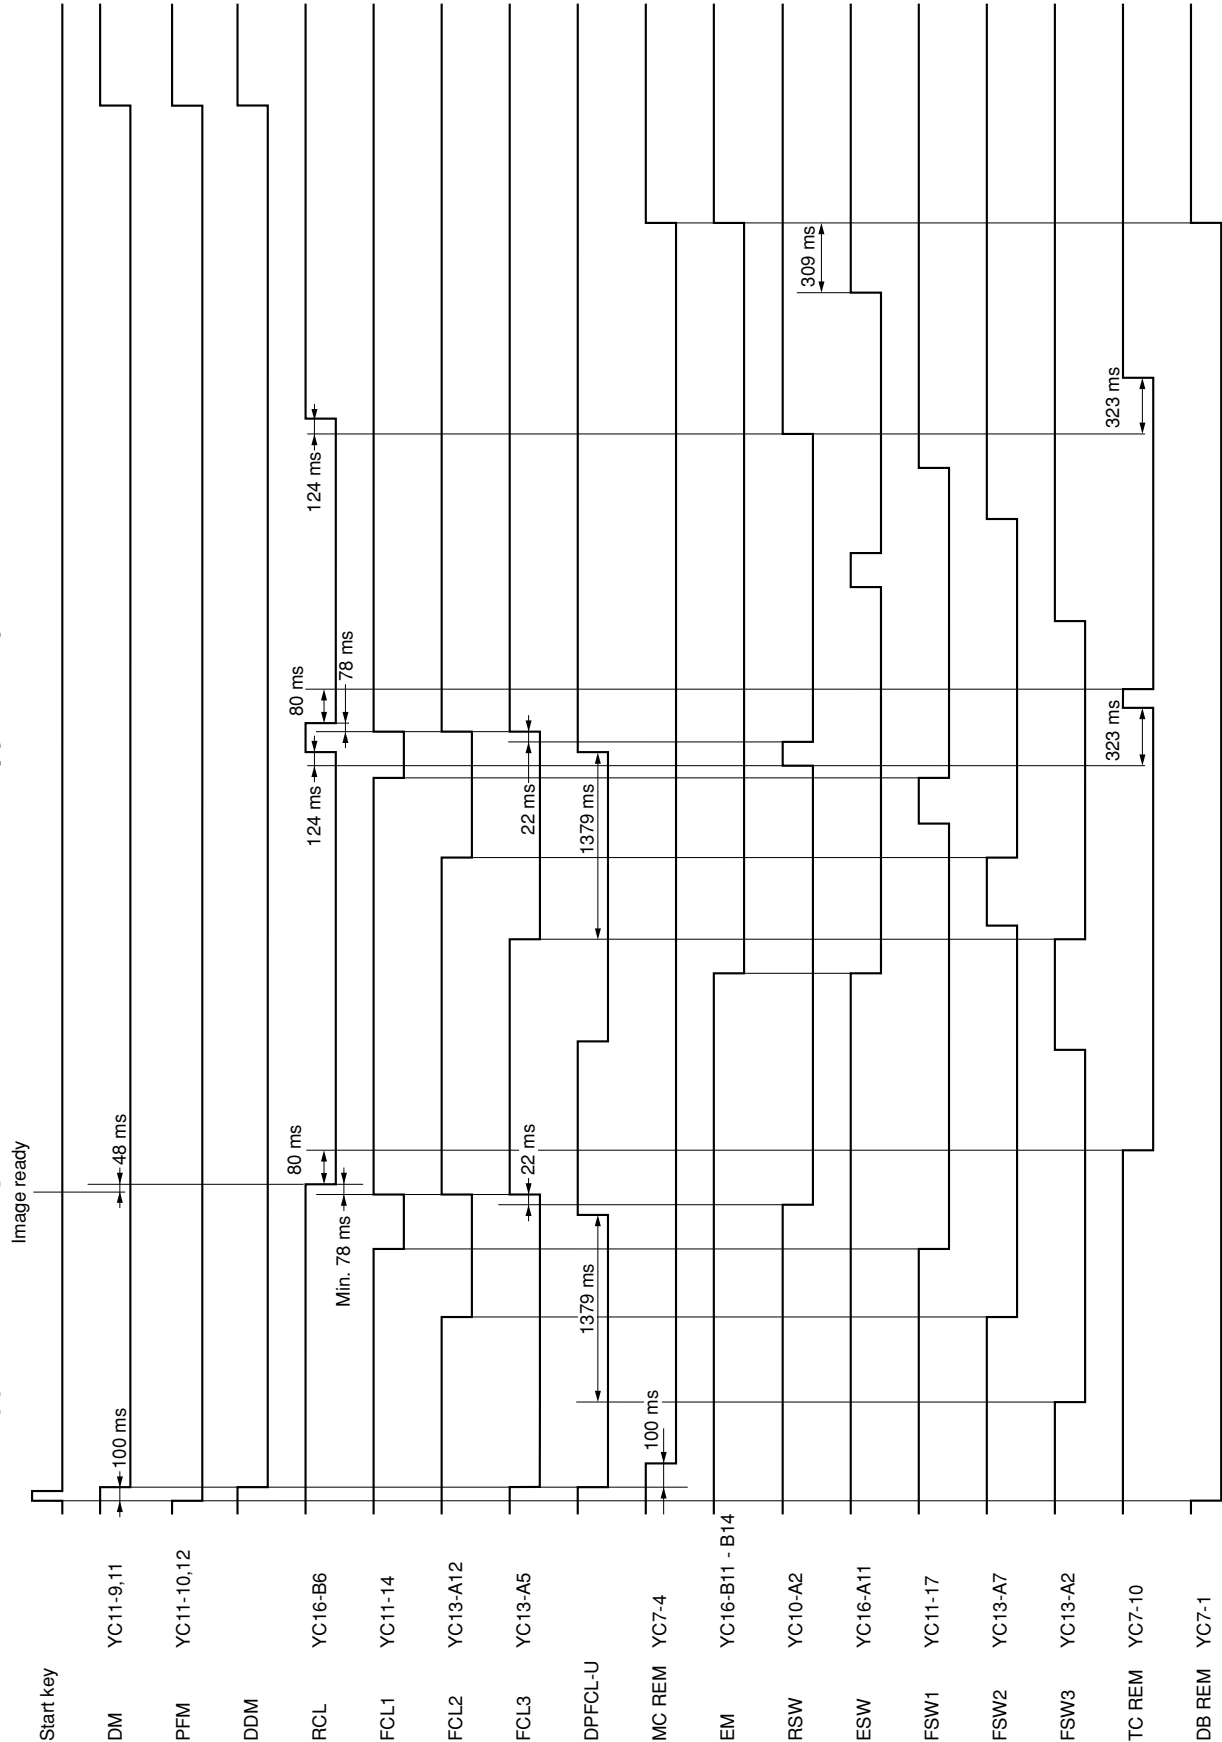 Image ready
Start key
DM YC11-9,11
100 ms
48 ms
PFM YC11-10,12
DDM
RCL YC16-B6
80 ms
124 ms
80 ms
124 ms
Min. 78 ms
78 ms
FCL1 YC11-14
FCL2 YC13-A12
FCL3 YC13-A5
22 ms
22 ms
DPFCL-U
1379 ms
1379 ms
MC REM YC7-4
100 ms
EM YC16-B11 - B14
RSW YC10-A2
309 ms
ESW YC16-A11
FSW1 YC11-17
FSW2 YC13-A7
FSW3 YC13-A2
TC REM YC7-10
323 ms
323 ms
DB REM YC7-1